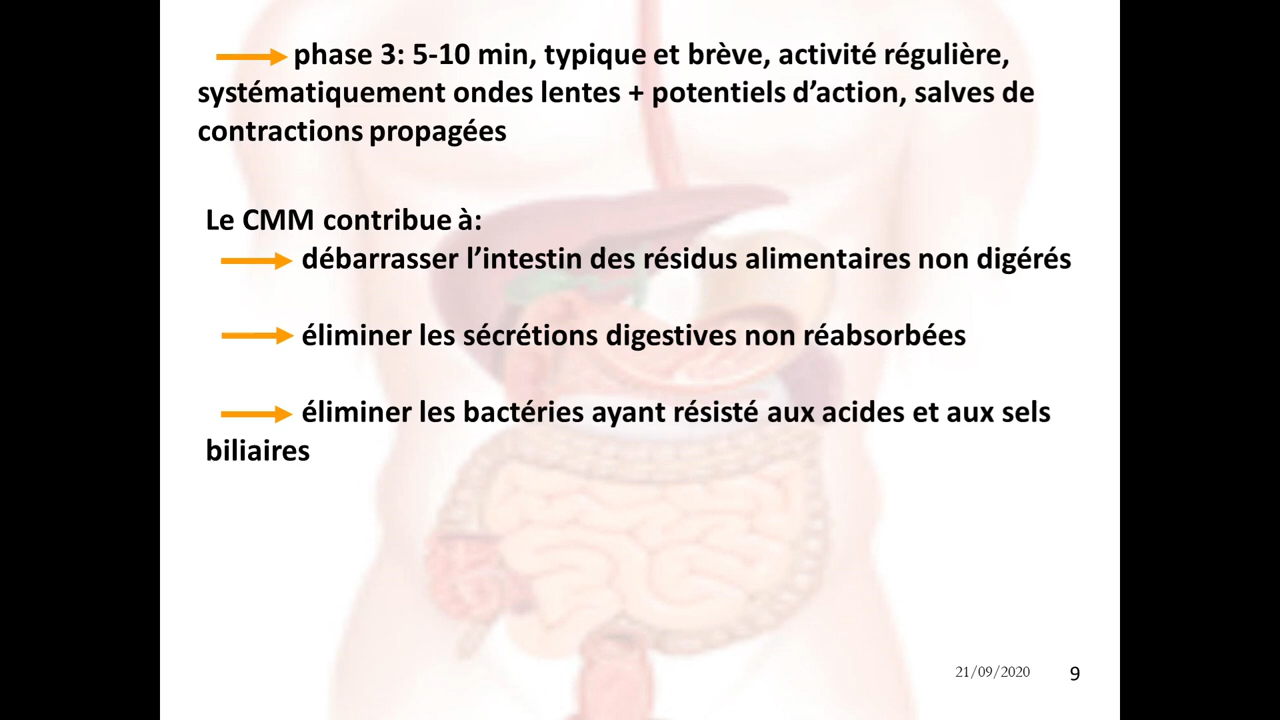 phase 3: 5-10 min, typique et brève, activité régulière,
systématiquement ondes lentes + potentiels d’action, salves de
contractions propagées
Le CMM contribue à:
débarrasser l’intestin des résidus alimentaires non digérés
éliminer les sécrétions digestives non réabsorbées
éliminer les bactéries ayant résisté aux acides et aux sels
biliaires
21/09/2020 9